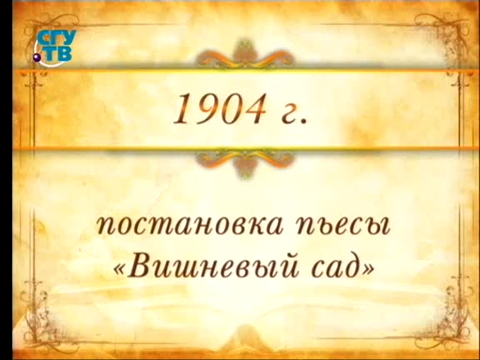 СГУ
ТВ
1904 г.
постановка пьесы
«Вишневый сад»